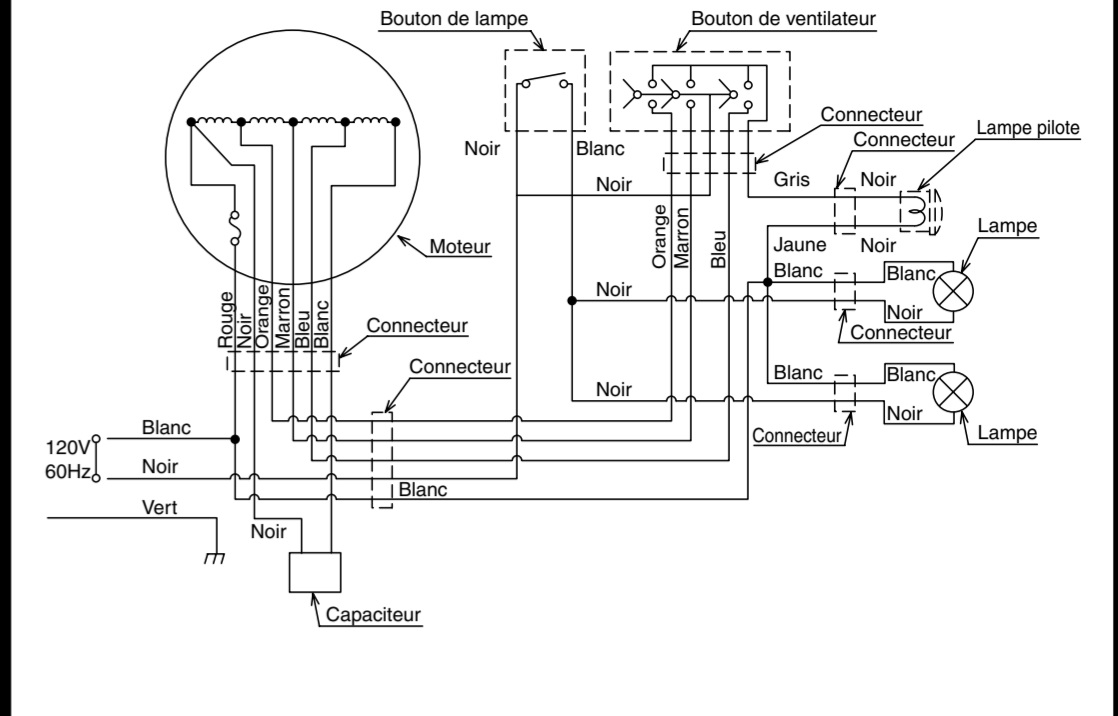 Bouton de lampe
Bouton de ventilateur
Connecteur
Lampe pilote
Connecteur
Noir
Blanc
Noir
Gris
Noir
Orange
Marron
Bleu
Moteur
Jaune
Noir
Lampe
Blanc
Blanc
Noir
Noir
Connecteur
Rouge
Noir
Orange
Marron
Bleu
Blanc
Connecteur
Connecteur
Blanc
Blanc
Noir
Noir
Connecteur
Lampe
120V
60Hz
Blanc
Noir
Blanc
Vert
Noir
Capaciteur